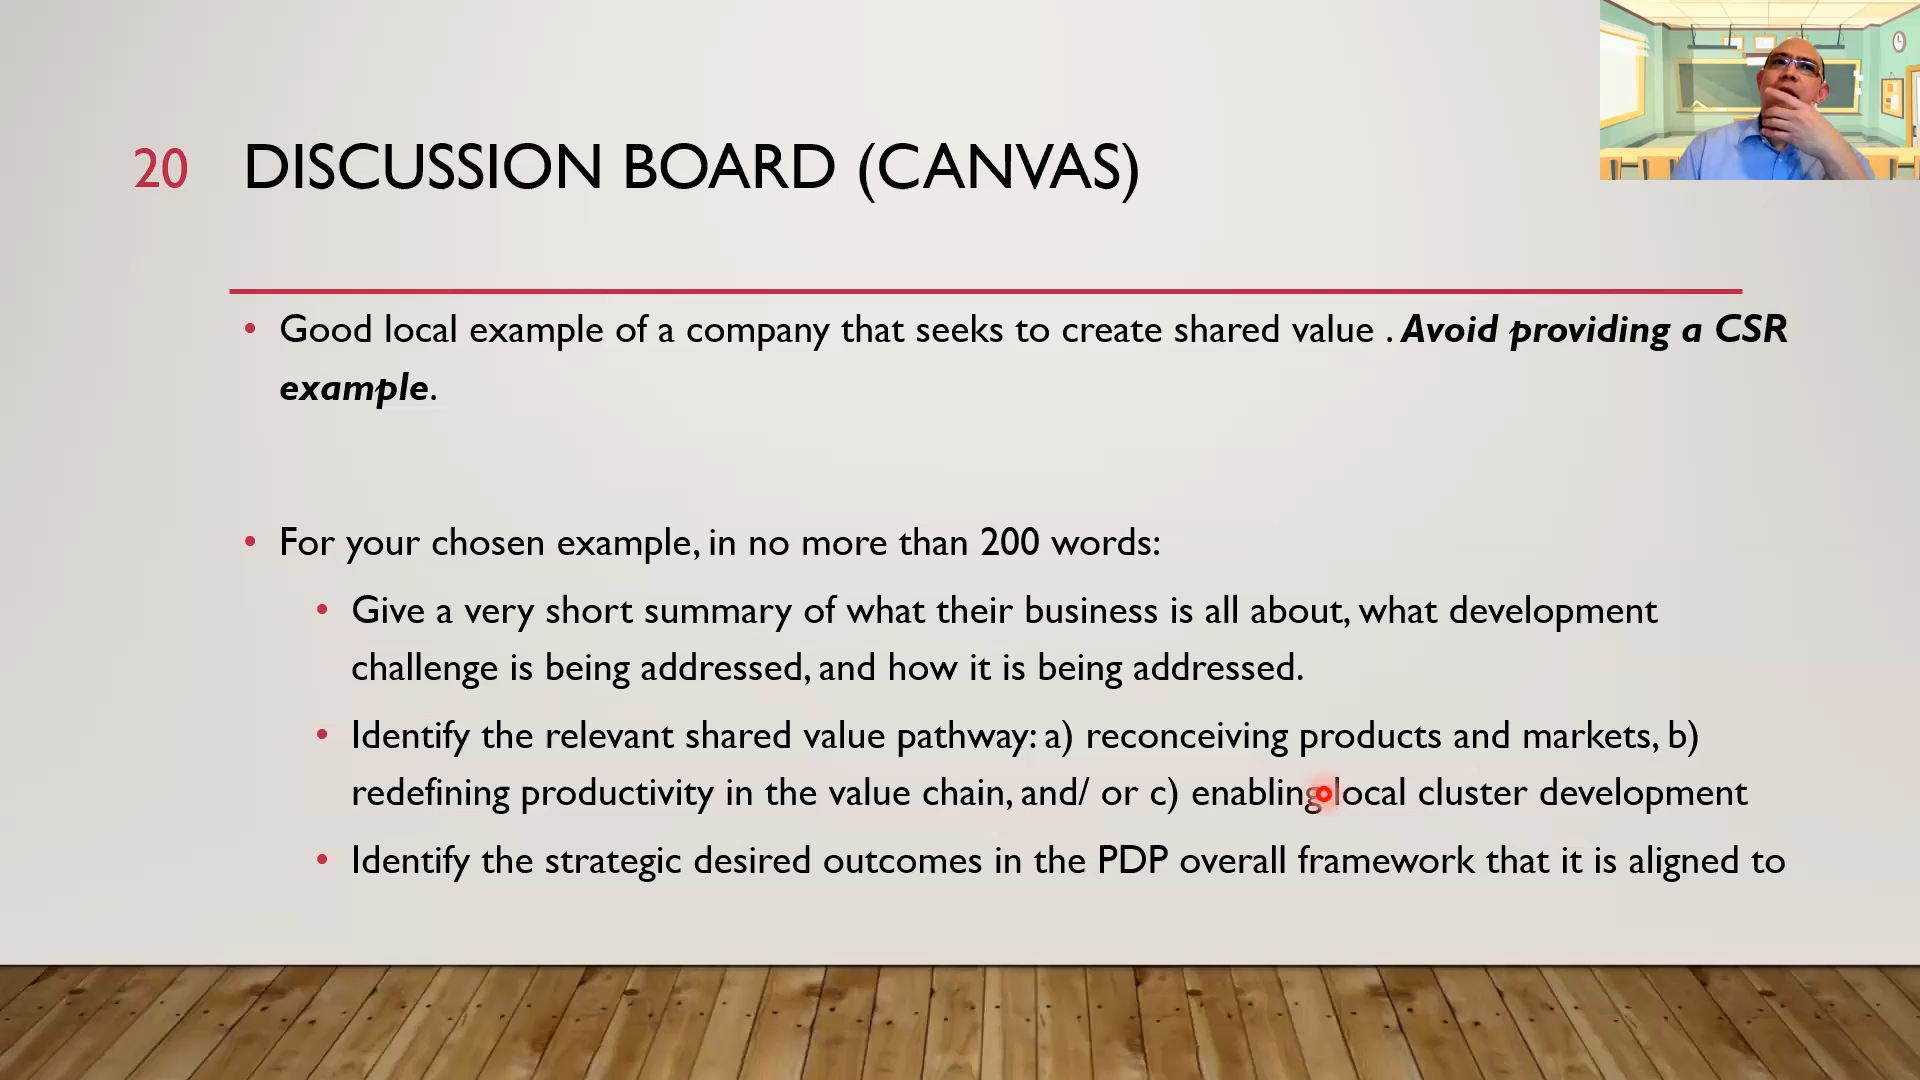 20 DISCUSSION BOARD (CANVAS)
• Good local example of a company that seeks to create shared value . Avoid providing a CSR
example.
• For your chosen example, in no more than 200 words:
• Give a very short summary of what their business is all about, what development
challenge is being addressed, and how it is being addressed.
• Identify the relevant shared value pathway: a) reconceiving products and markets, b)
redefining productivity in the value chain, and/ or c) enabling local cluster development
• Identify the strategic desired outcomes in the PDP overall framework that it is aligned to